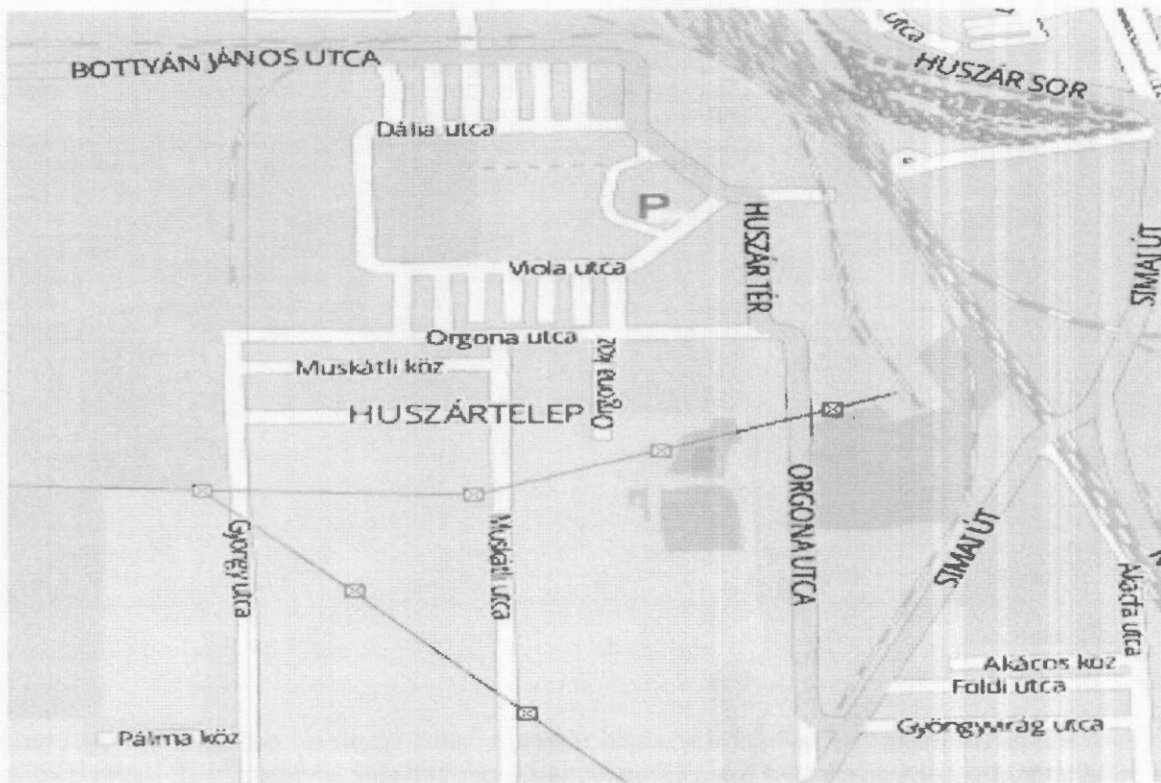 utca
HUSZÁR SOR
BOTTYÁN JÁNOS UTCA
Dália utca
P
HUSZÁR TÉR
SIMAI ÚT
Viola utca
Orgona utca
Muskátli köz
Orgona köz
HUSZÁRTELEP
ORGONA UTCA
SIMAI ÚT
Gyöngy utca
Muskátli utca
Akácfa utca
Akácos köz
Földi utca
Gyöngyvirág utca
Pálma köz